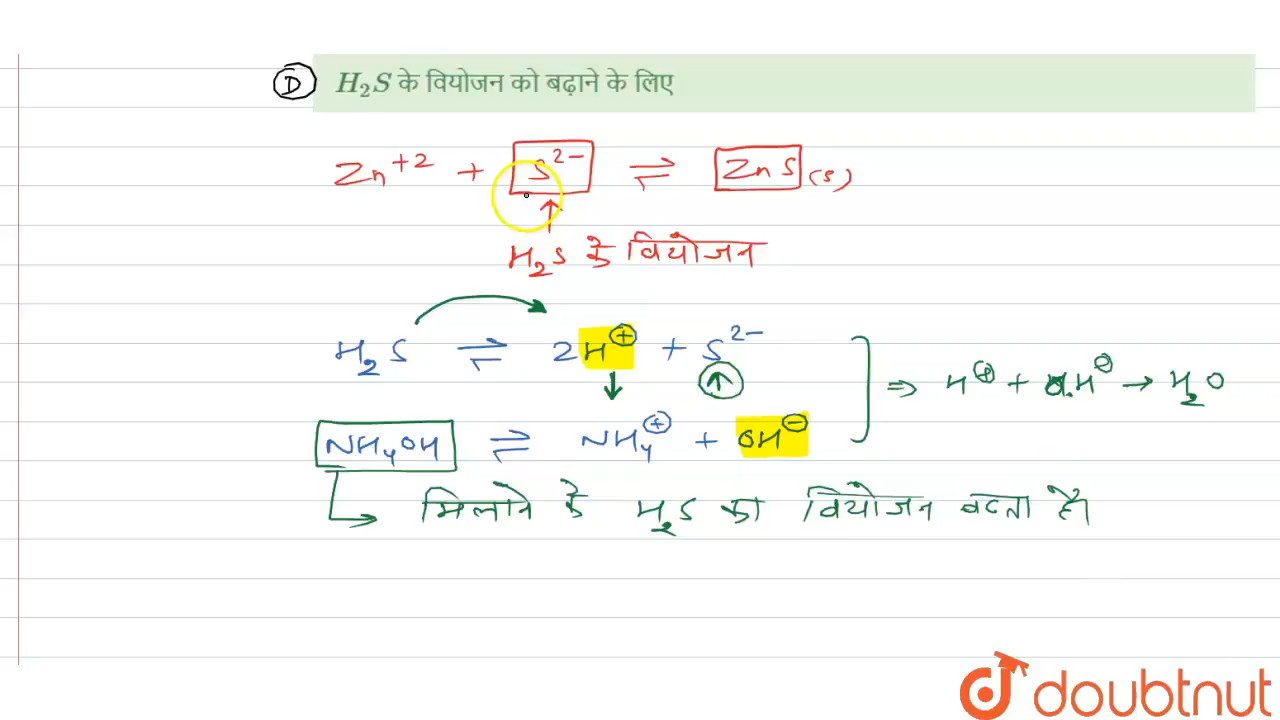 D H₂S के वियोजन को बढ़ाने के लिए
Zn⁺² + S²⁻ ⇌ ZnS(s)
↑
H₂S के वियोजन
H₂S ⇌ 2H⊕ + S²⁻
↓ ↑
⇒ H⊕ + OH⊖ → H₂O
NH₄OH ⇌ NH₄⊕ + OH⊖
→ मिलाने के H₂S का वियोजन बढता है।
doubtnut